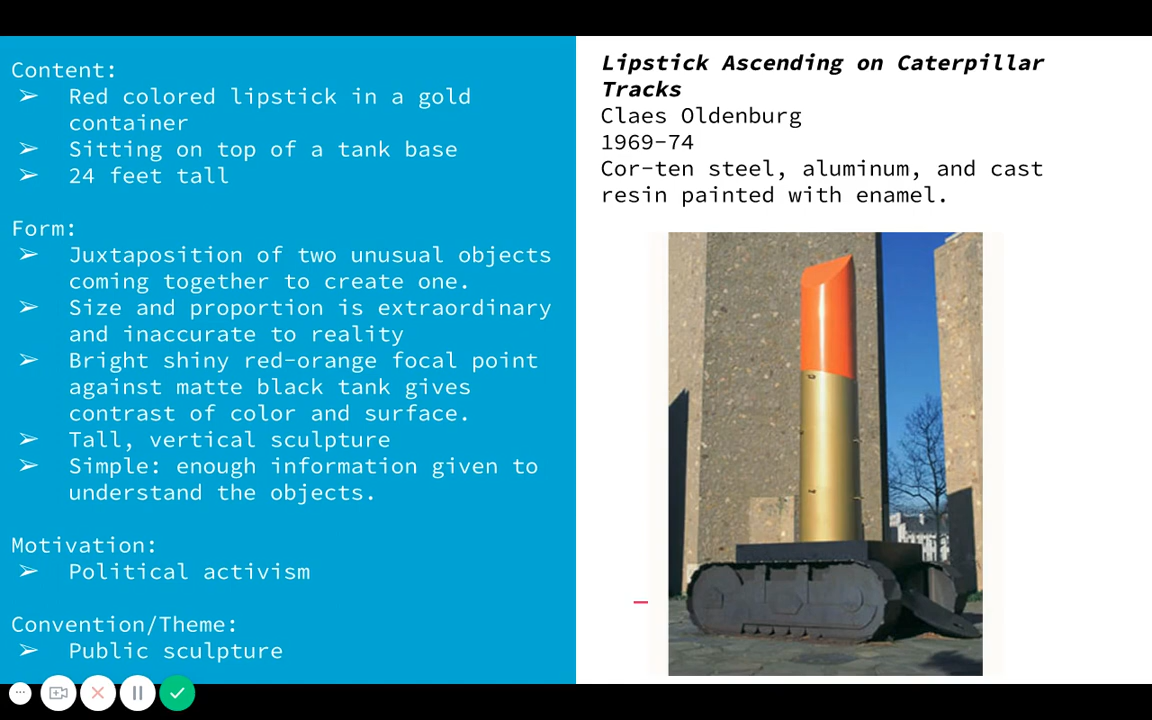 Content:
➢ Red colored lipstick in a gold
container
➢ Sitting on top of a tank base
➢ 24 feet tall
Form:
➢ Juxtaposition of two unusual objects
coming together to create one.
➢ Size and proportion is extraordinary
and inaccurate to reality
➢ Bright shiny red-orange focal point
against matte black tank gives
contrast of color and surface.
➢ Tall, vertical sculpture
➢ Simple: enough information given to
understand the objects.
Motivation:
➢ Political activism
Convention/Theme:
➢ Public sculpture
Lipstick Ascending on Caterpillar
Tracks
Claes Oldenburg
1969-74
Cor-ten steel, aluminum, and cast
resin painted with enamel.